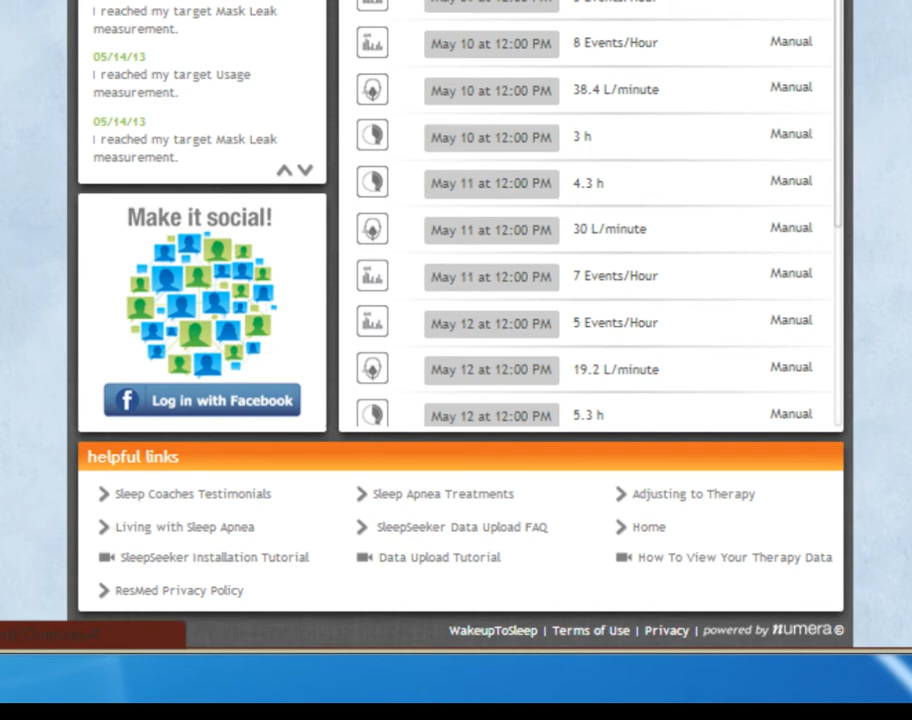 I reached my target Mask Leak
measurement.
05/14/13
I reached my target Usage
measurement.
05/14/13
I reached my target Mask Leak
measurement.
Make it social!
f Log in with Facebook
May 10 at 12:00 PM 8 Events/Hour Manual
May 10 at 12:00 PM 38.4 L/minute Manual
May 10 at 12:00 PM 3 h Manual
May 11 at 12:00 PM 4.3 h Manual
May 11 at 12:00 PM 30 L/minute Manual
May 11 at 12:00 PM 7 Events/Hour Manual
May 12 at 12:00 PM 5 Events/Hour Manual
May 12 at 12:00 PM 19.2 L/minute Manual
May 12 at 12:00 PM 5.3 h Manual
helpful links
Sleep Coaches Testimonials Sleep Apnea Treatments Adjusting to Therapy
Living with Sleep Apnea SleepSeeker Data Upload FAQ Home
SleepSeeker Installation Tutorial Data Upload Tutorial How To View Your Therapy Data
ResMed Privacy Policy
WakeupToSleep | Terms of Use | Privacy | powered by numera ©